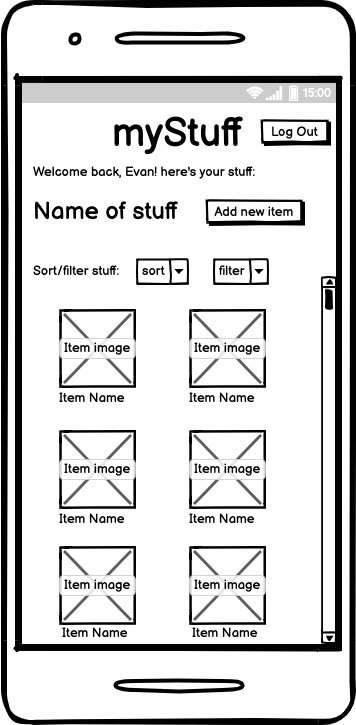 15:00
myStuff
Log Out
Welcome back, Evan! here's your stuff:
Name of stuff
Add new item
Sort/filter stuff:
sort
filter
Item image
Item image
Item Name
Item Name
Item image
Item image
Item Name
Item Name
Item image
Item image
Item Name
Item Name